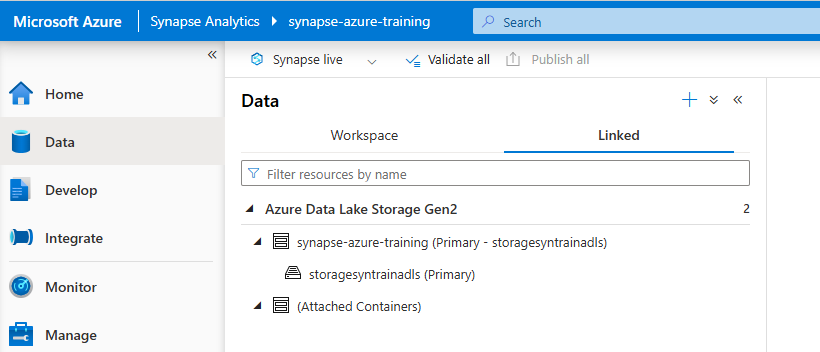 Microsoft Azure Synapse Analytics synapse-azure-training Search
Synapse live Validate all Publish all
Home
Data
Develop
Integrate
Monitor
Manage
Data
Workspace Linked
Filter resources by name
Azure Data Lake Storage Gen2 2
synapse-azure-training (Primary - storagesyntrainadls)
storagesyntrainadls (Primary)
(Attached Containers)